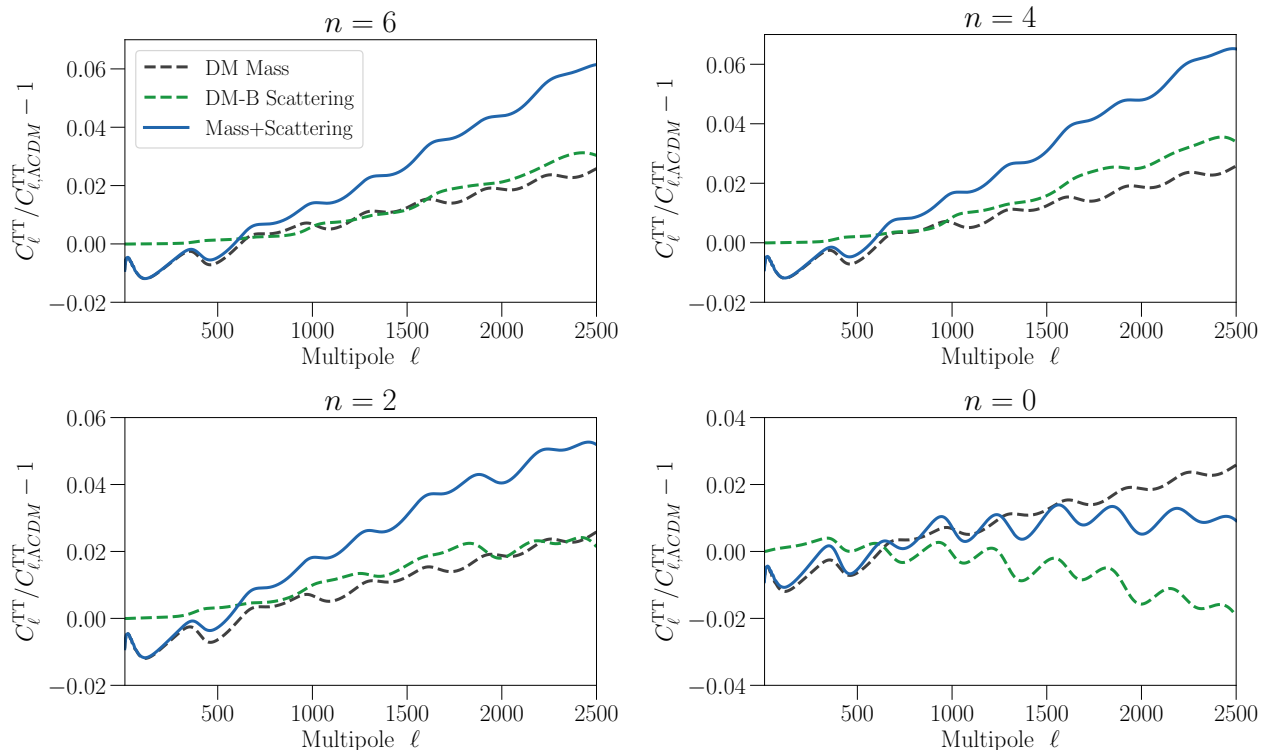 n = 6
0.06
0.04
0.02
0.00
−0.02
C_ℓ^TT/C_ℓ,ΛCDM^TT − 1
DM Mass
DM-B Scattering
Mass+Scattering
500 1000 1500 2000 2500
Multipole ℓ
n = 4
0.06
0.04
0.02
0.00
−0.02
C_ℓ^TT/C_ℓ,ΛCDM^TT − 1
500 1000 1500 2000 2500
Multipole ℓ
n = 2
0.06
0.04
0.02
0.00
−0.02
C_ℓ^TT/C_ℓ,ΛCDM^TT − 1
500 1000 1500 2000 2500
Multipole ℓ
n = 0
0.04
0.02
0.00
−0.02
−0.04
C_ℓ^TT/C_ℓ,ΛCDM^TT − 1
500 1000 1500 2000 2500
Multipole ℓ